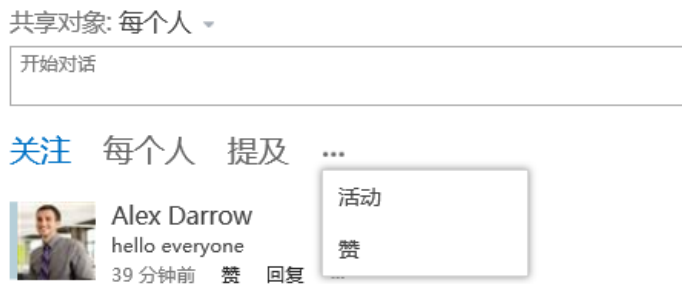 共享对象: 每个人
开始对话
关注 每个人 提及 ...
活动
赞
Alex Darrow
hello everyone
39 分钟前 赞 回复 ...